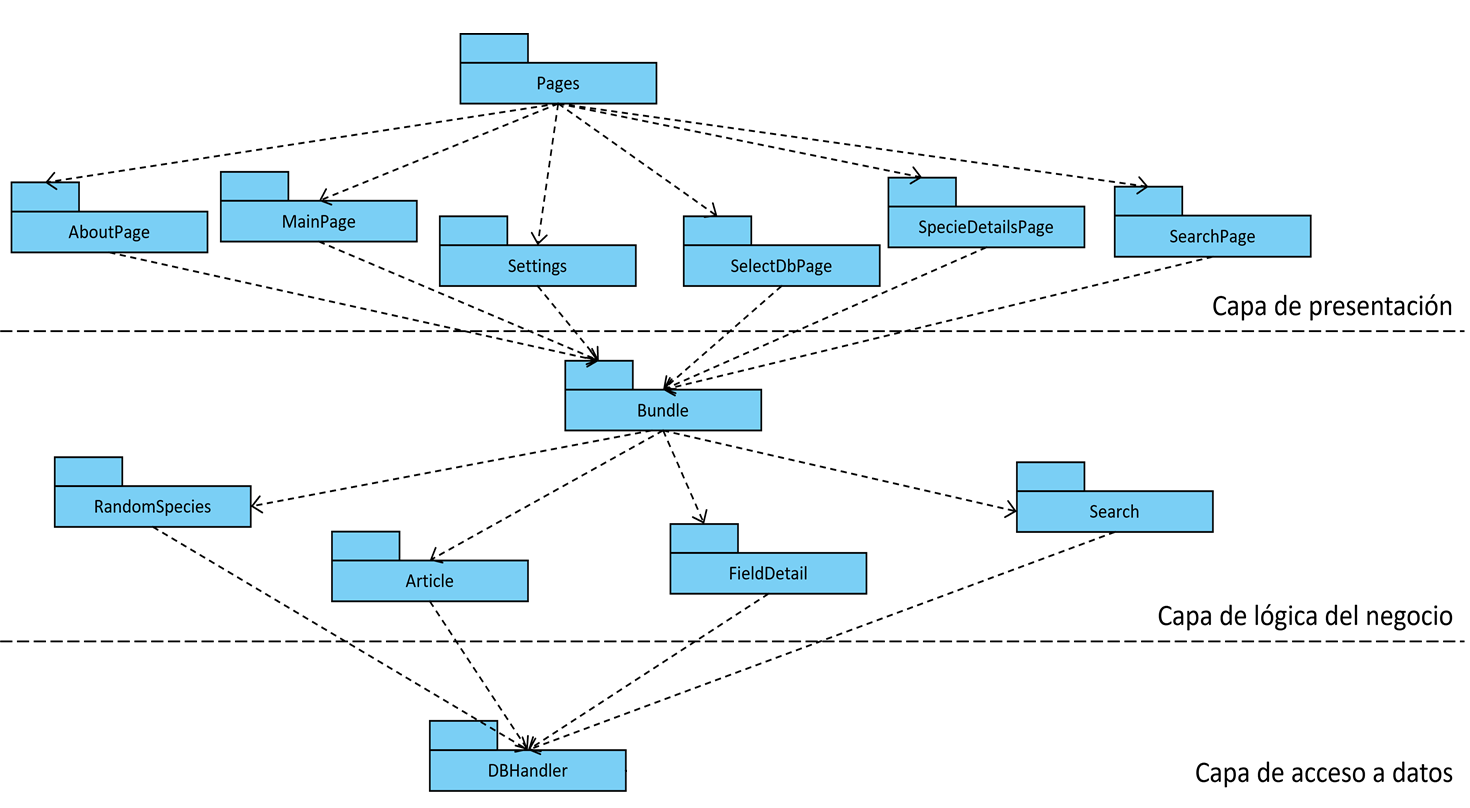 Pages
AboutPage
MainPage
Settings
SelectDbPage
SpecieDetailsPage
SearchPage
Capa de presentación
Bundle
RandomSpecies
Article
FieldDetail
Search
Capa de lógica del negocio
DBHandler
Capa de acceso a datos